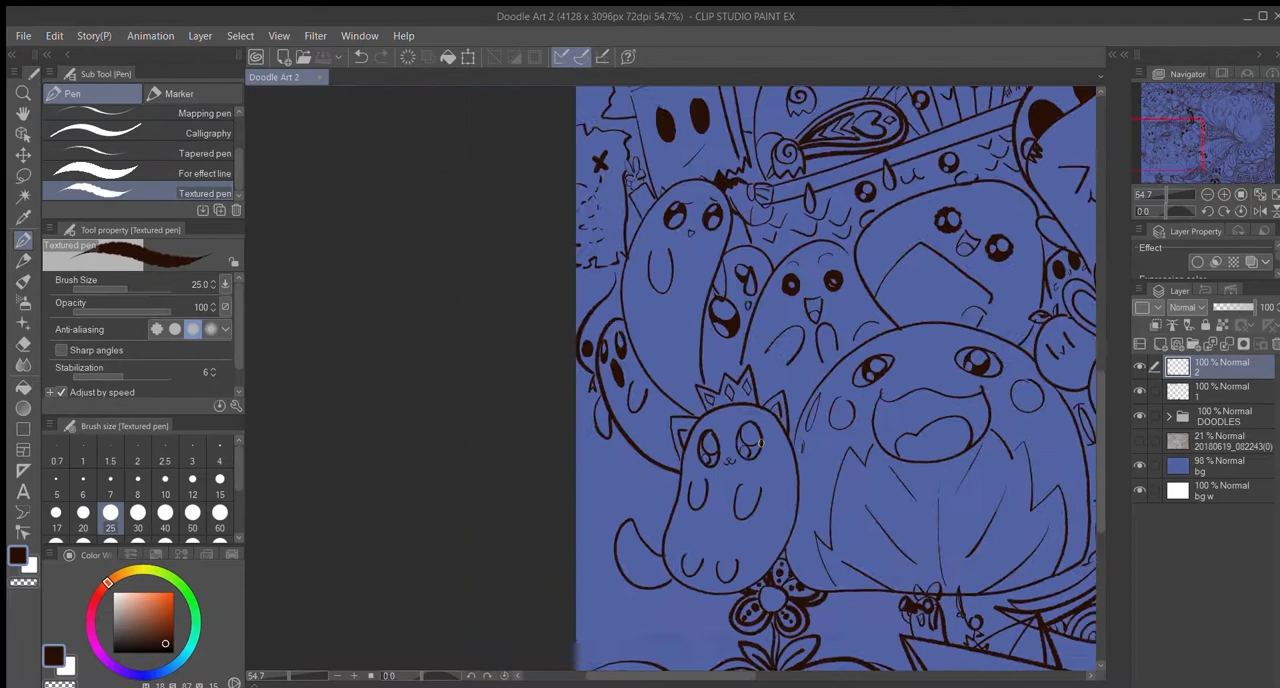 Doodle Art 2 (4128 x 3096px 72dpi 54.7%) - CLIP STUDIO PAINT EX
File Edit Story(P) Animation Layer Select View Filter Window Help
Sub Tool [Pen]
Pen Marker
Mapping pen
Calligraphy
Tapered pen
For effect line
Textured pen
Tool property [Textured pen]
Textured pen
Brush Size 25.0
Opacity 100
Anti-aliasing
Sharp angles
Stabilization 6
Adjust by speed
Brush size [Textured pen]
0.7 1 1.5 2 2.5 3 4
5 6 7 8 10 12 15
17 20 25 30 40 50 60
Color W
18 S 87 V 15
Doodle Art 2
54.7 0.0
Navigator
54.7
0.0
Layer Property
Effect
Layer
Normal 100
100 % Normal
2
100 % Normal
1
100 % Normal
DOODLES
21 % Normal
20180619_082243(0)
98 % Normal
bg
100 % Normal
bg w